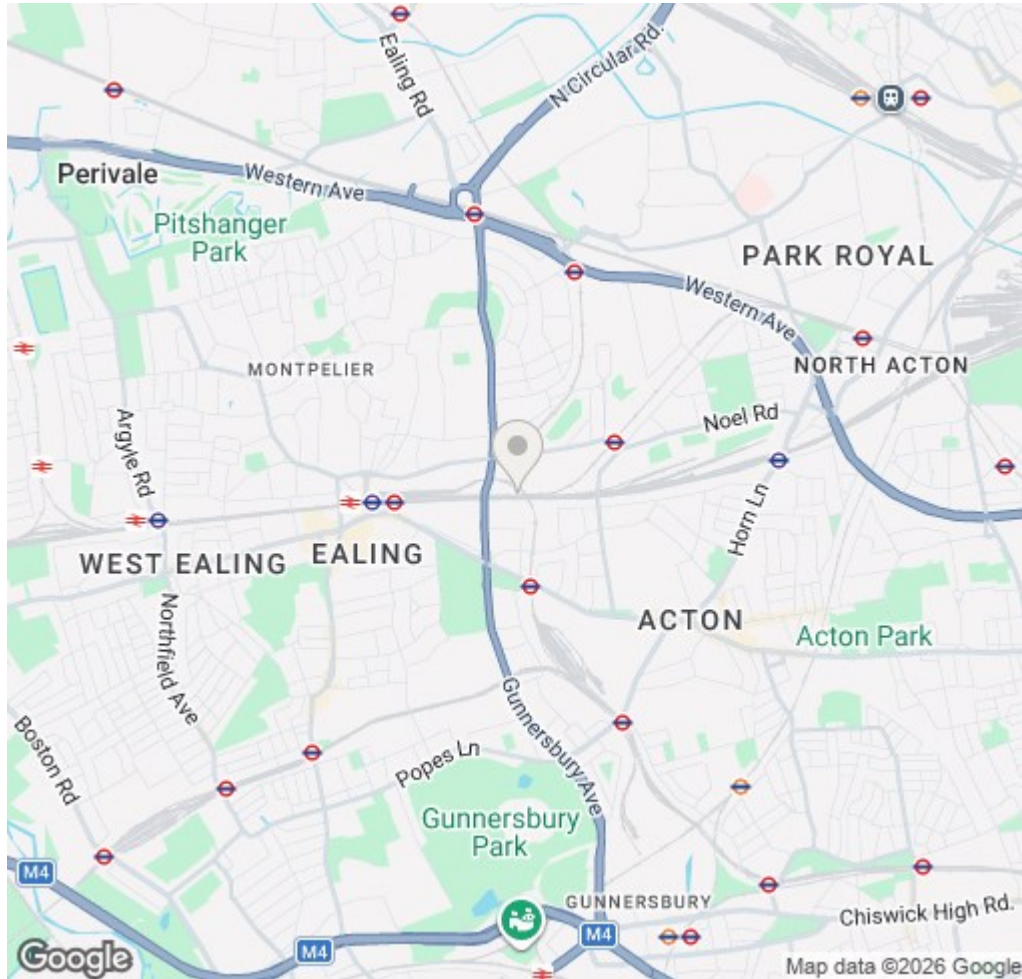 Ealing Rd
N Circular Rd.
Perivale
Western Ave
Pitshanger
Park
PARK ROYAL
Western Ave
MONTPELIER
NORTH ACTON
Argyle Rd
Noel Rd
Horn Ln
WEST EALING
EALING
ACTON
Acton Park
Northfield Ave
Gunnersbury Ave
Boston Rd
Popes Ln
Gunnersbury
Park
M4
GUNNERSBURY
Chiswick High Rd.
M4
M4
Google
Map data ©2026 Google